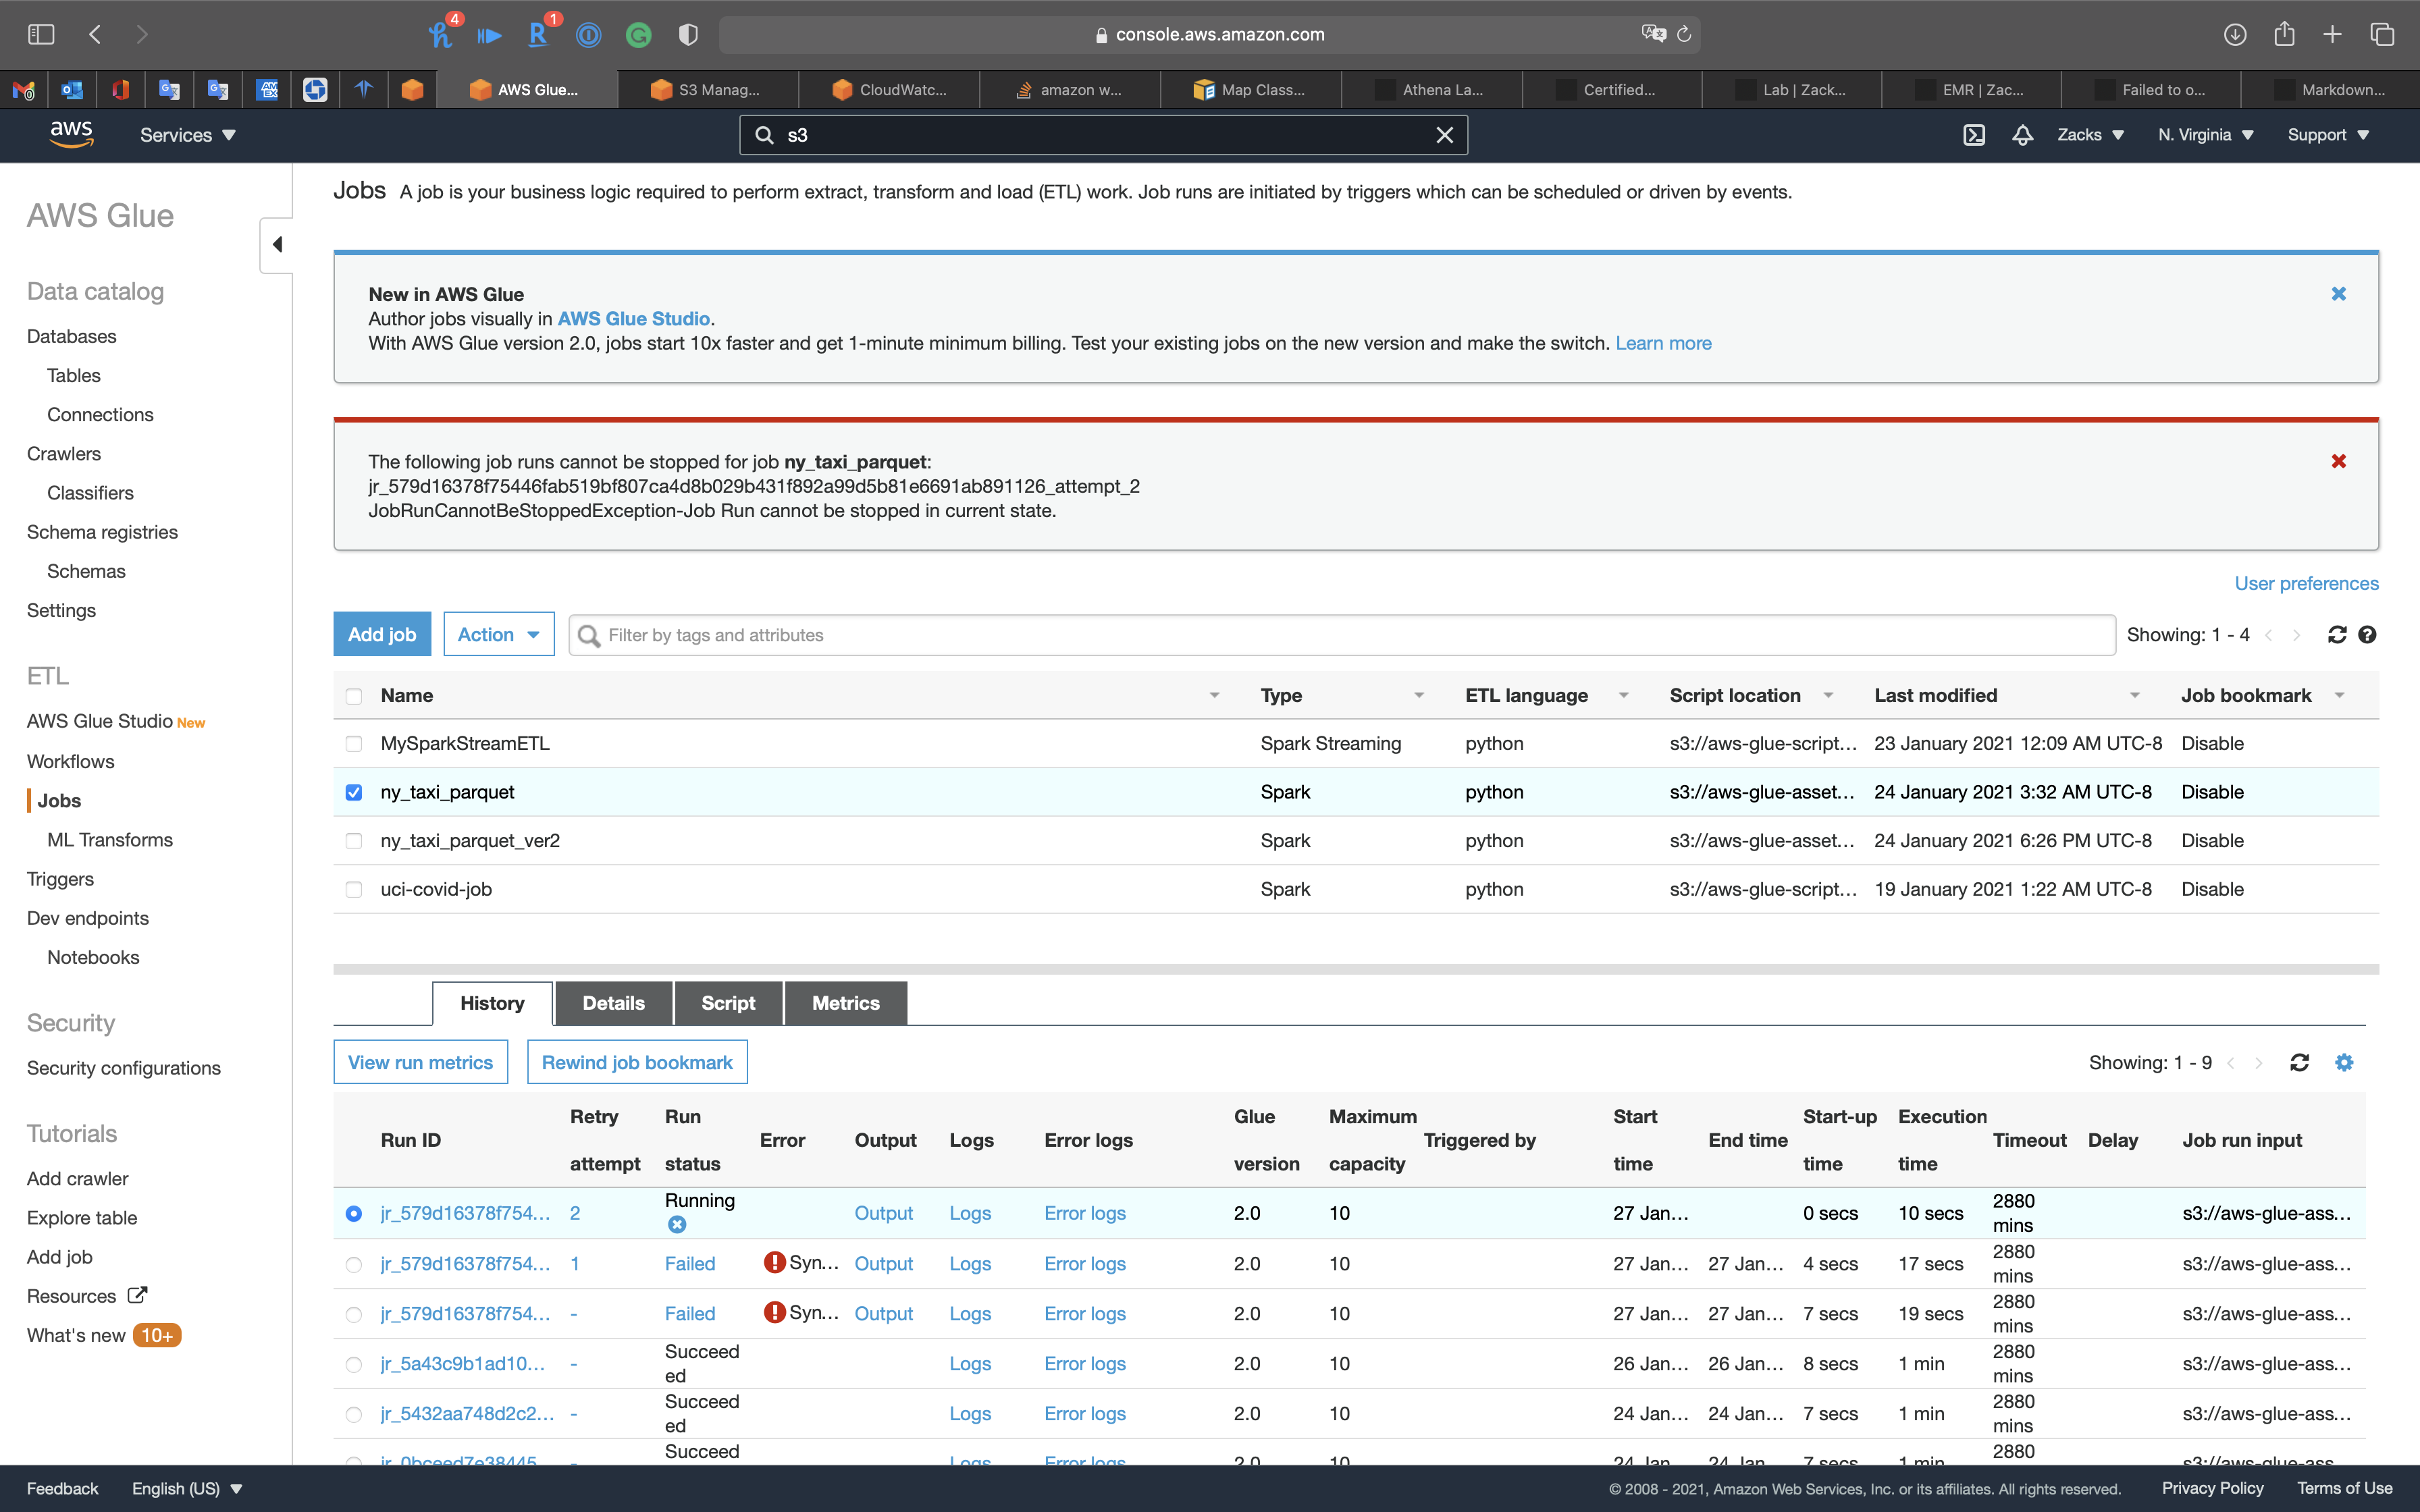 4
1
console.aws.amazon.com
AWS Glue...
S3 Manag...
CloudWatc...
amazon w...
Map Class...
Athena La...
Certified...
Lab | Zack...
EMR | Zac...
Failed to o...
Markdown...
aws
Services
s3
Zacks
N. Virginia
Support
AWS Glue
Data catalog
Databases
Tables
Connections
Crawlers
Classifiers
Schema registries
Schemas
Settings
ETL
AWS Glue Studio New
Workflows
Jobs
ML Transforms
Triggers
Dev endpoints
Notebooks
Security
Security configurations
Tutorials
Add crawler
Explore table
Add job
Resources
What's new 10+
Jobs A job is your business logic required to perform extract, transform and load (ETL) work. Job runs are initiated by triggers which can be scheduled or driven by events.
New in AWS Glue
Author jobs visually in AWS Glue Studio.
With AWS Glue version 2.0, jobs start 10x faster and get 1-minute minimum billing. Test your existing jobs on the new version and make the switch. Learn more
The following job runs cannot be stopped for job ny_taxi_parquet:
jr_579d16378f75446fab519bf807ca4d8b029b431f892a99d5b81e6691ab891126_attempt_2
JobRunCannotBeStoppedException-Job Run cannot be stopped in current state.
User preferences
Add job Action Filter by tags and attributes Showing: 1 - 4
Name Type ETL language Script location Last modified Job bookmark
MySparkStreamETL Spark Streaming python s3://aws-glue-script... 23 January 2021 12:09 AM UTC-8 Disable
ny_taxi_parquet Spark python s3://aws-glue-asset... 24 January 2021 3:32 AM UTC-8 Disable
ny_taxi_parquet_ver2 Spark python s3://aws-glue-asset... 24 January 2021 6:26 PM UTC-8 Disable
uci-covid-job Spark python s3://aws-glue-script... 19 January 2021 1:22 AM UTC-8 Disable
History Details Script Metrics
View run metrics Rewind job bookmark Showing: 1 - 9
Run ID Retry attempt Run status Error Output Logs Error logs Glue version Maximum capacity Triggered by Start time End time Start-up time Execution time Timeout Delay Job run input
jr_579d16378f754... 2 Running Output Logs Error logs 2.0 10 27 Jan... 0 secs 10 secs 2880 mins s3://aws-glue-ass...
jr_579d16378f754... 1 Failed Syn... Output Logs Error logs 2.0 10 27 Jan... 27 Jan... 4 secs 17 secs 2880 mins s3://aws-glue-ass...
jr_579d16378f754... - Failed Syn... Output Logs Error logs 2.0 10 27 Jan... 27 Jan... 7 secs 19 secs 2880 mins s3://aws-glue-ass...
jr_5a43c9b1ad10... - Succeeded Logs Error logs 2.0 10 26 Jan... 26 Jan... 8 secs 1 min 2880 mins s3://aws-glue-ass...
jr_5432aa748d2c2... - Succeeded Logs Error logs 2.0 10 24 Jan... 24 Jan... 7 secs 1 min 2880 mins s3://aws-glue-ass...
jr_0bceed7e38445... - Succeed Logs Error logs 2.0 10 24 Jan... 24 Jan... 7 secs 1 min 2880 s3://aws-glue-ass...
Feedback English (US) © 2008 - 2021, Amazon Web Services, Inc. or its affiliates. All rights reserved. Privacy Policy Terms of Use